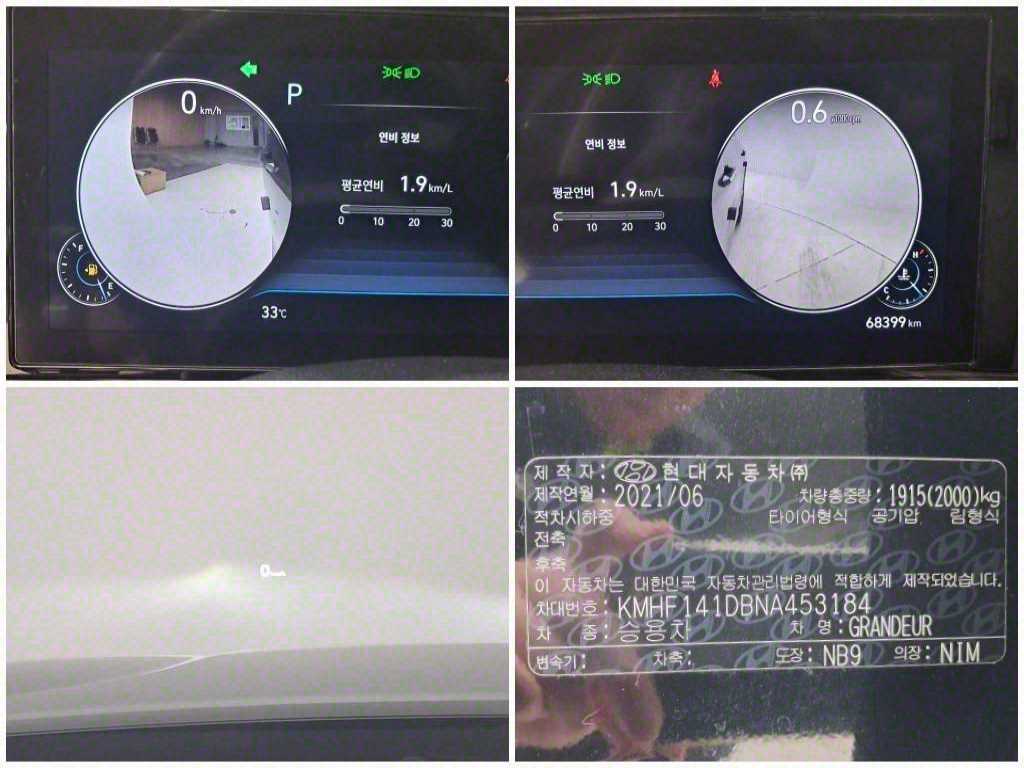 0 km/h
P
연비 정보
평균연비 1.9 km/L
0 10 20 30
F
E
33℃
0.6 x1000rpm
연비 정보
평균연비 1.9 km/L
0 10 20 30
H
C
68399 km
0
제 작 자 : 현대자동차㈜
제작연월 : 2021/06 차량총중량 : 1915(2000)kg
적차시하중 타이어형식 공기압 림형식
전축
후축
이 자동차는 대한민국 자동차관리법령에 적합하게 제작되었습니다.
차대번호 : KMHF141DBNA453184
차 종 : 승용차 차 명 : GRANDEUR
변속기 : 차축 : 도장 : NB9 의장 : NIM